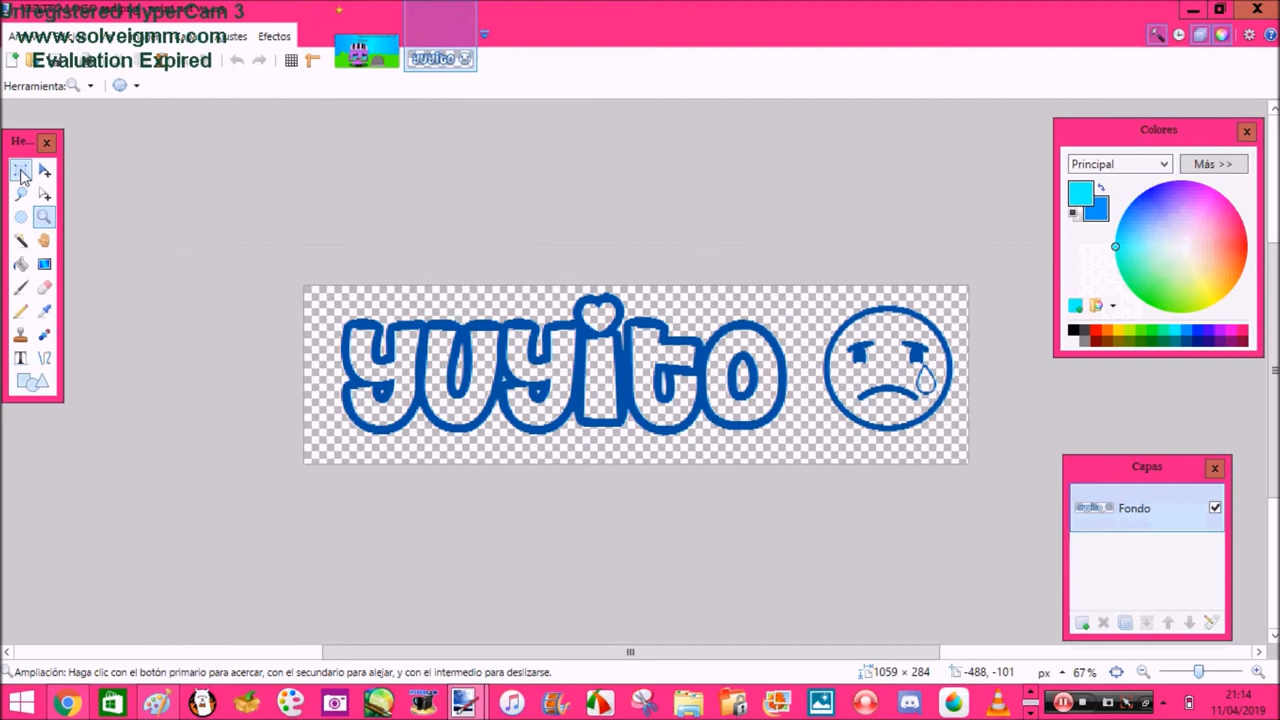 Unregistered HyperCam 3
www.solveigmm.com
Evaluation Expired
Efectos
Herramienta:
He...
Colores
Principal
Más >>
yuyito
yuyito
Capas
Fondo
Ampliación: Haga clic con el botón primario para acercar, con el secundario para alejar, y con el intermedio para deslizarse.
1059 × 284
-488, -101
px
67 %
21:14
11/04/2019